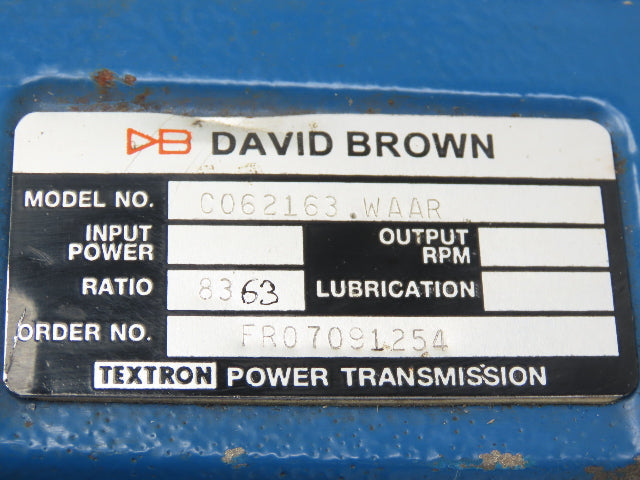 DB DAVID BROWN
MODEL NO. C062163.WAAR
INPUT POWER OUTPUT RPM
RATIO 8363 LUBRICATION
ORDER NO. FR07091254
TEXTRON POWER TRANSMISSION